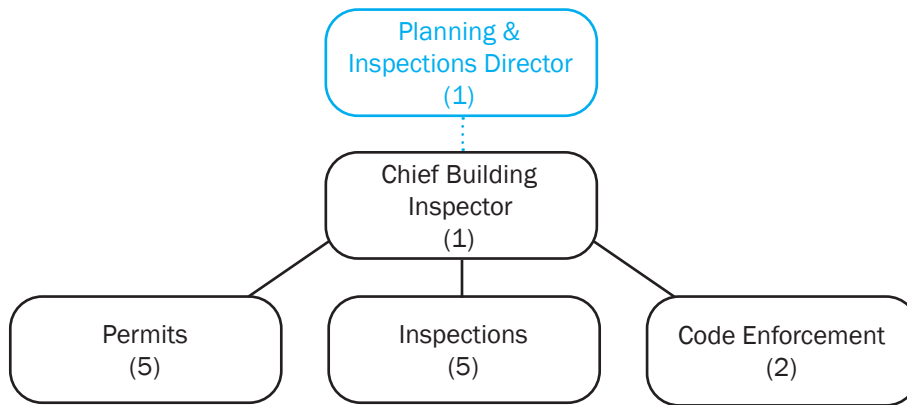 Planning &
Inspections Director
(1)
Chief Building
Inspector
(1)
Permits
(5)
Inspections
(5)
Code Enforcement
(2)